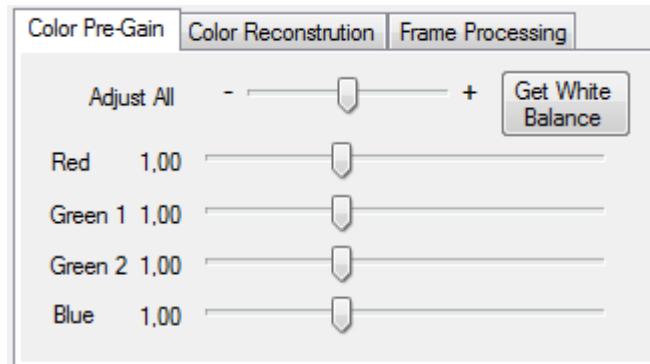 Color Pre-Gain Color Reconstrution Frame Processing
Adjust All - + Get White
Balance
Red 1,00
Green 1 1,00
Green 2 1,00
Blue 1,00